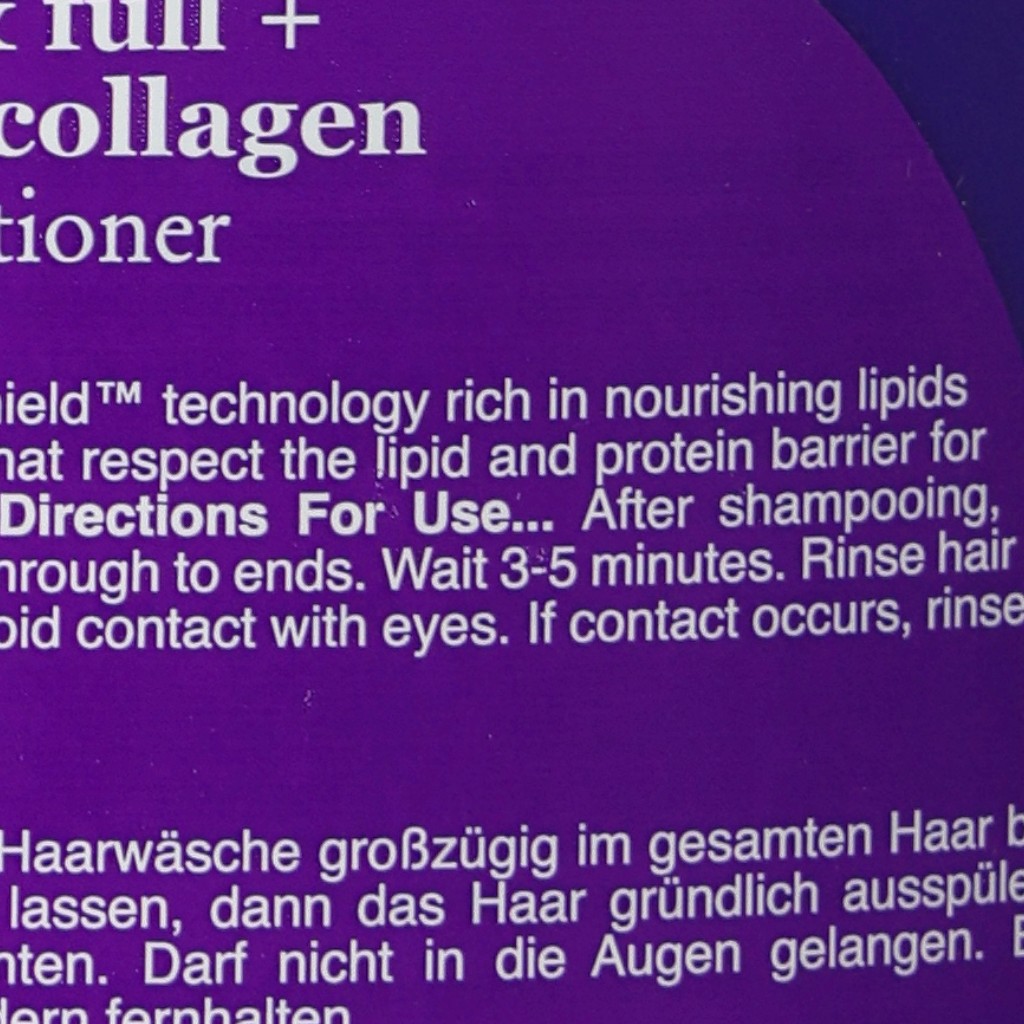 full +
collagen
tioner
ield™ technology rich in nourishing lipids
hat respect the lipid and protein barrier for
Directions For Use... After shampooing,
hrough to ends. Wait 3-5 minutes. Rinse hair
oid contact with eyes. If contact occurs, rinse
Haarwäsche großzügig im gesamten Haar b
lassen, dann das Haar gründlich ausspüle
nten. Darf nicht in die Augen gelangen.
dern fernhalten